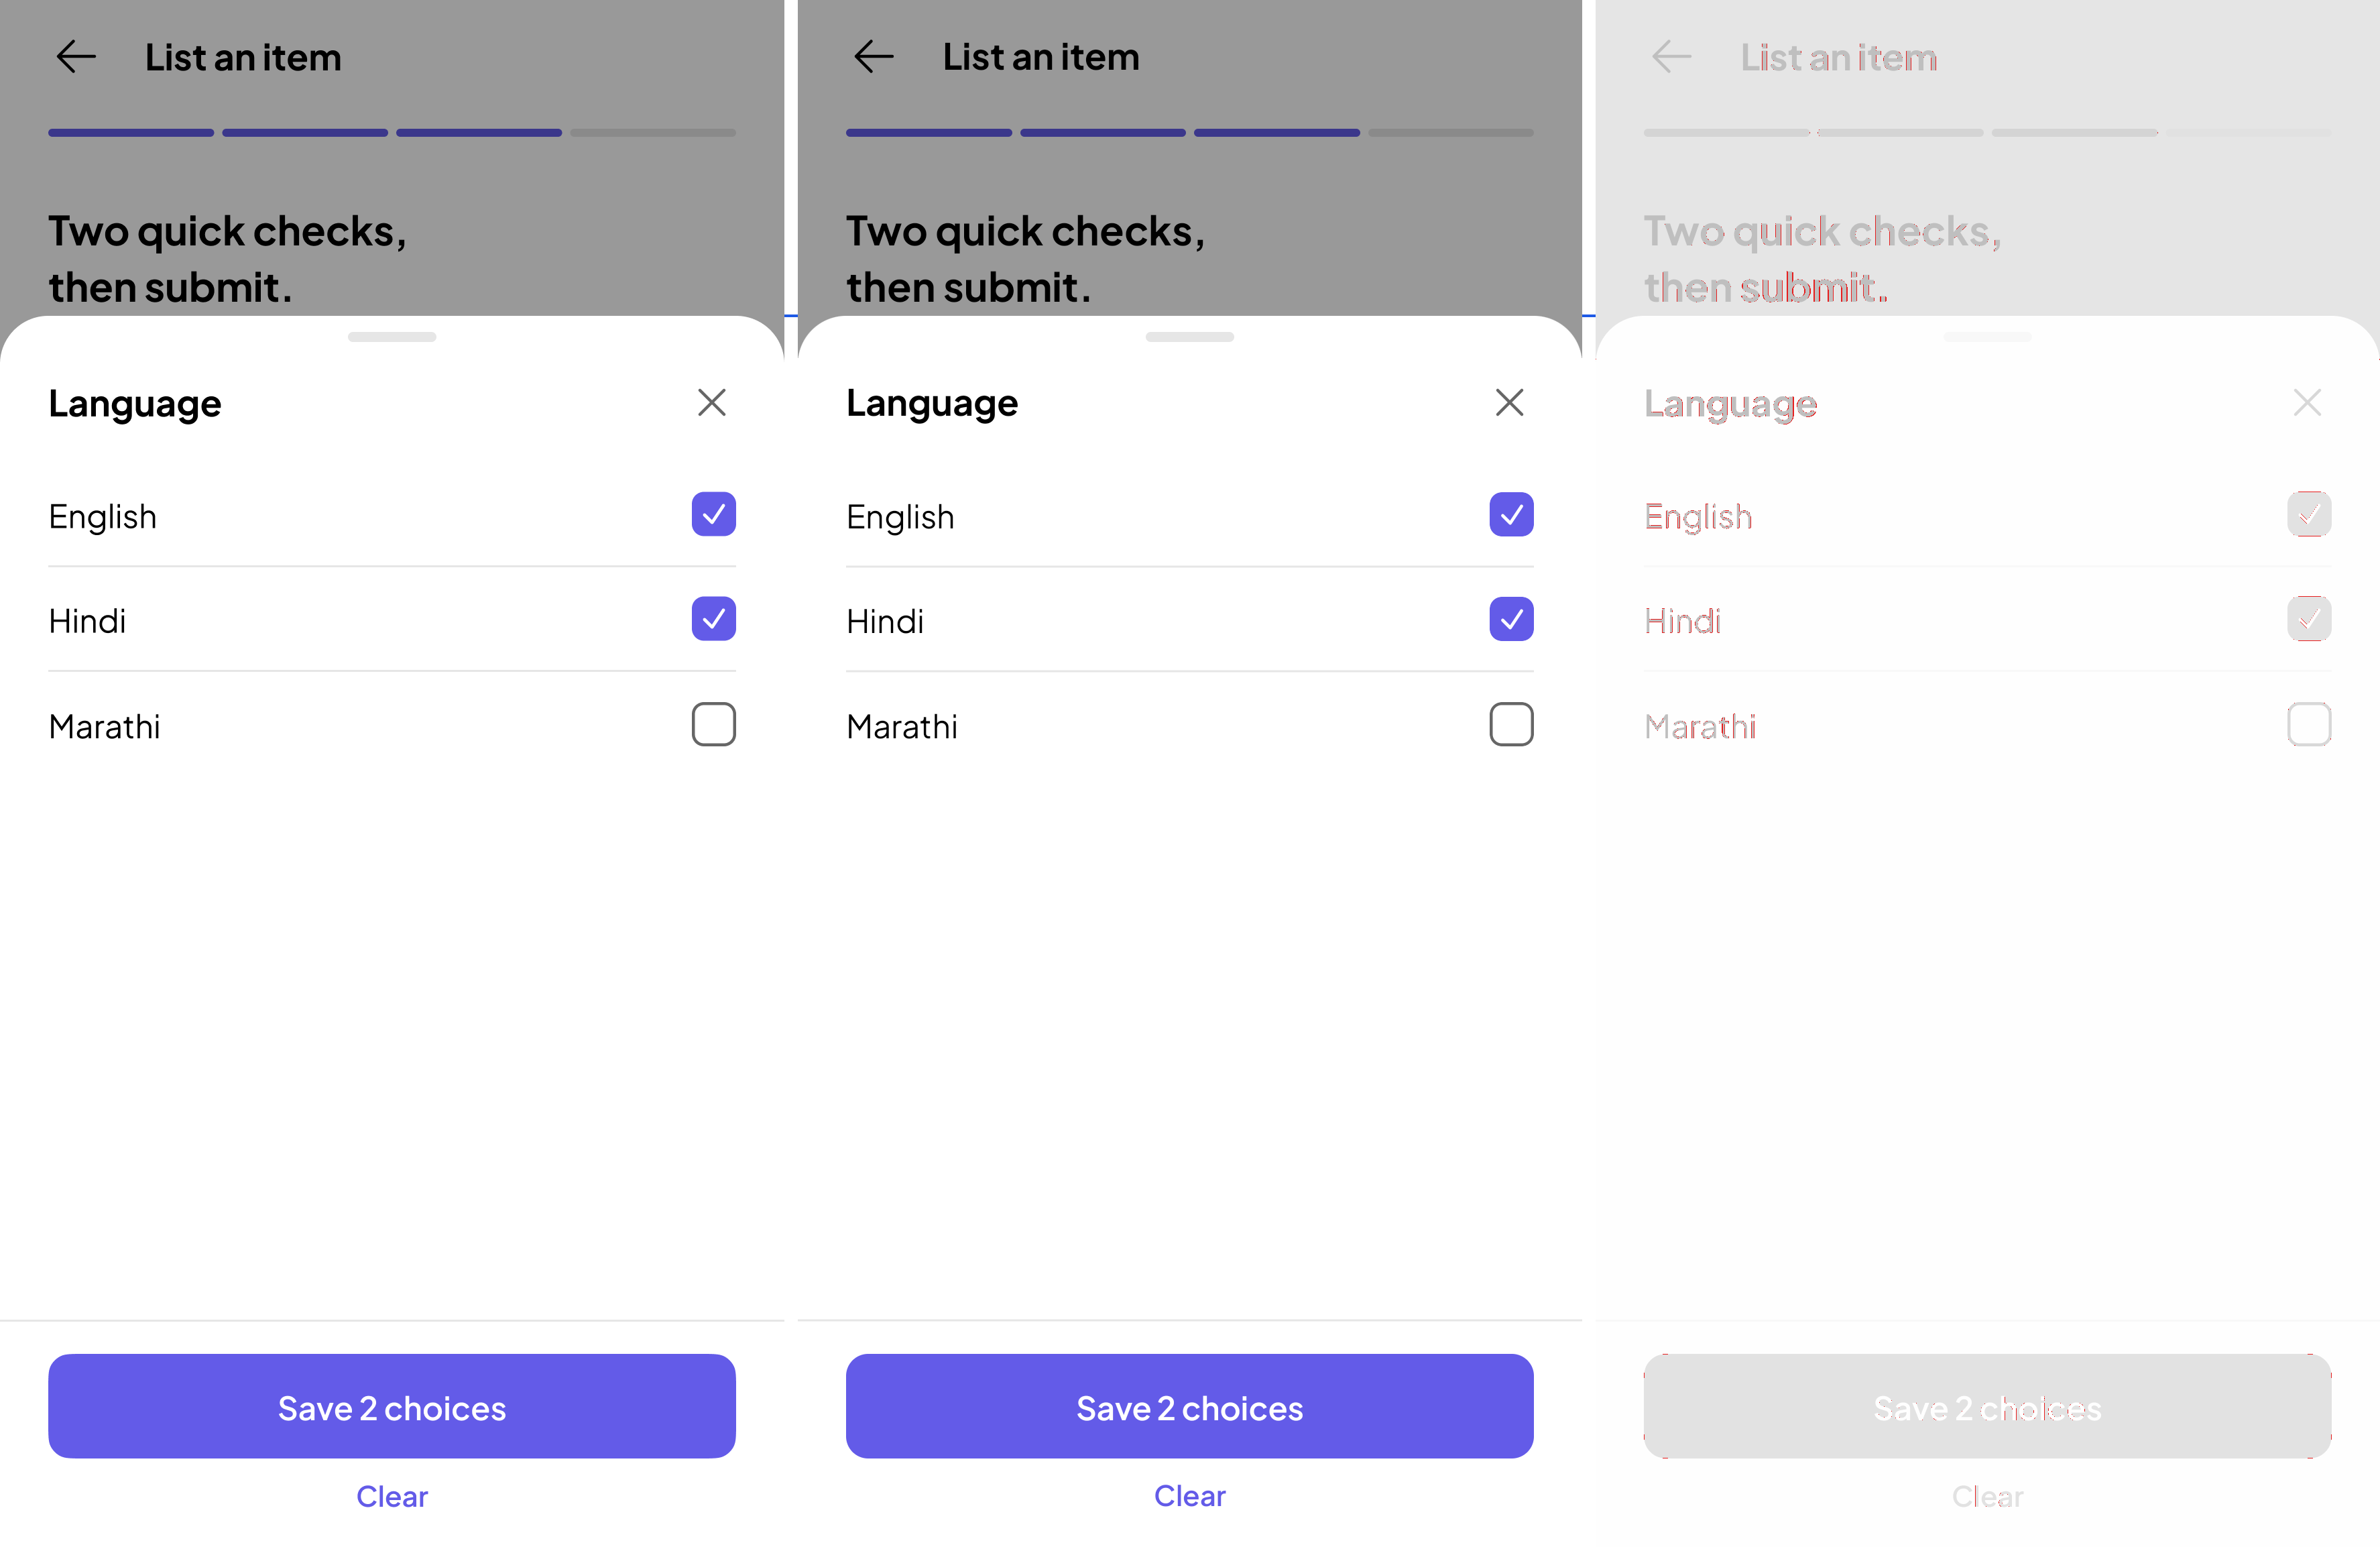 List an item
Two quick checks,
then submit.
Language
English
Hindi
Marathi
Save 2 choices
Clear
List an item
Two quick checks,
then submit.
Language
English
Hindi
Marathi
Save 2 choices
Clear
List an item
Two quick checks,
then submit.
Language
English
Hindi
Marathi
Save 2 choices
Clear